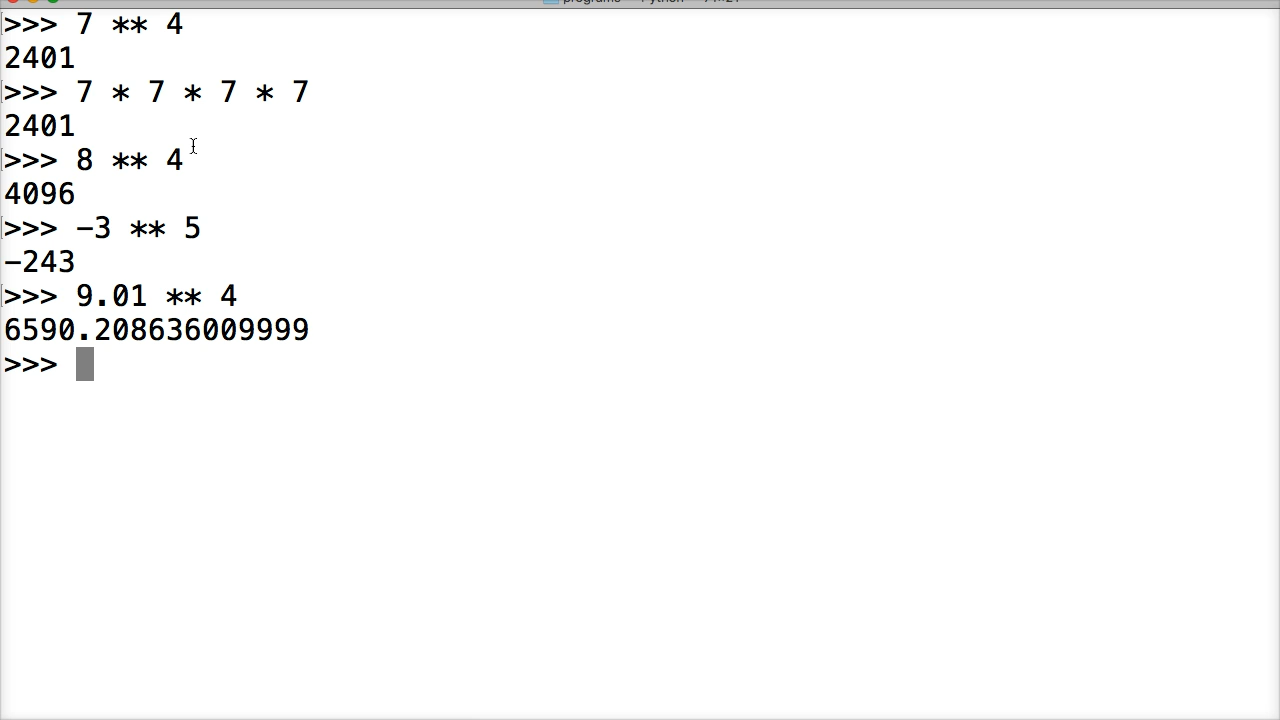 >>> 7 ** 4
2401
>>> 7 * 7 * 7 * 7
2401
>>> 8 ** 4
4096
>>> -3 ** 5
-243
>>> 9.01 ** 4
6590.208636009999
>>>